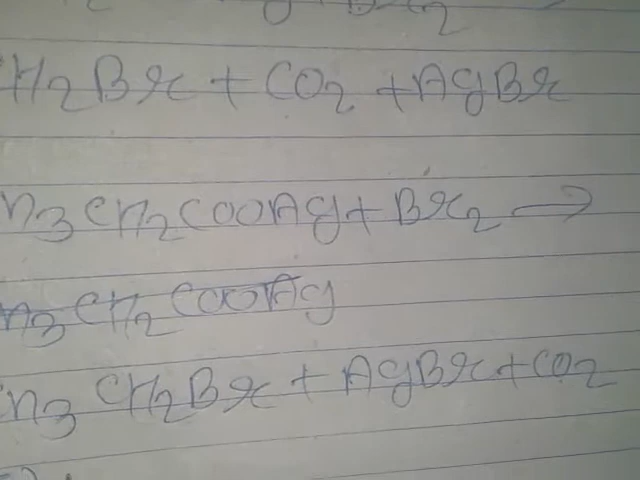 H2Br + CO2 + AgBr
H3CH2COOAg + Br2 →
H3CH2COOAg
H3CH2Br + AgBr + CO2